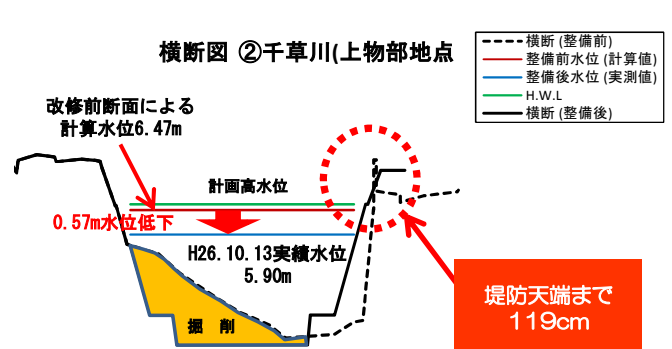 横断図 ②千草川(上物部地点
横断 (整備前)
整備前水位 (計算値)
整備後水位 (実測値)
H.W.L
横断 (整備後)
改修前断面による
計算水位6.47m
計画高水位
0.57m水位低下
H26.10.13実績水位
5.90m
掘 削
堤防天端まで
119cm